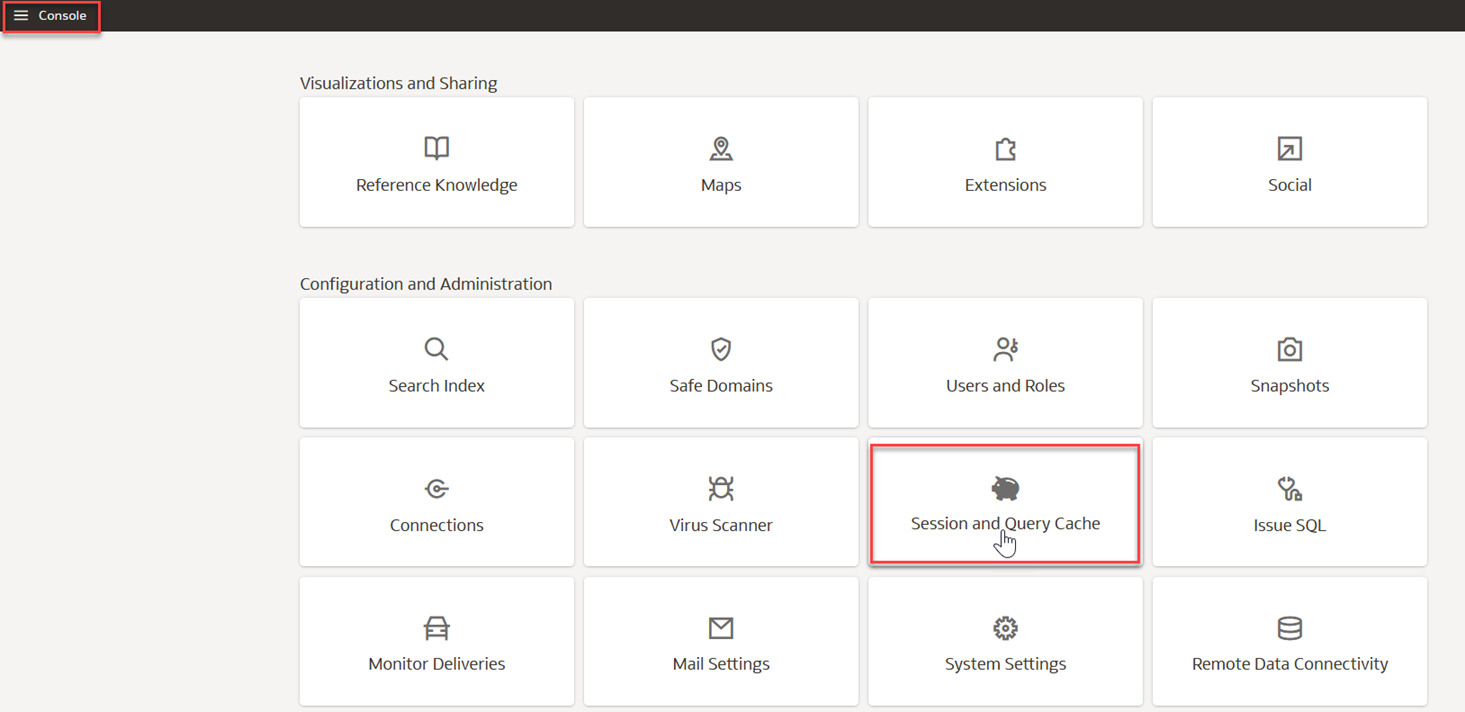 Console
Visualizations and Sharing
Reference Knowledge
Maps
Extensions
Social
Configuration and Administration
Search Index
Safe Domains
Users and Roles
Snapshots
Connections
Virus Scanner
Session and Query Cache
Issue SQL
Monitor Deliveries
Mail Settings
System Settings
Remote Data Connectivity